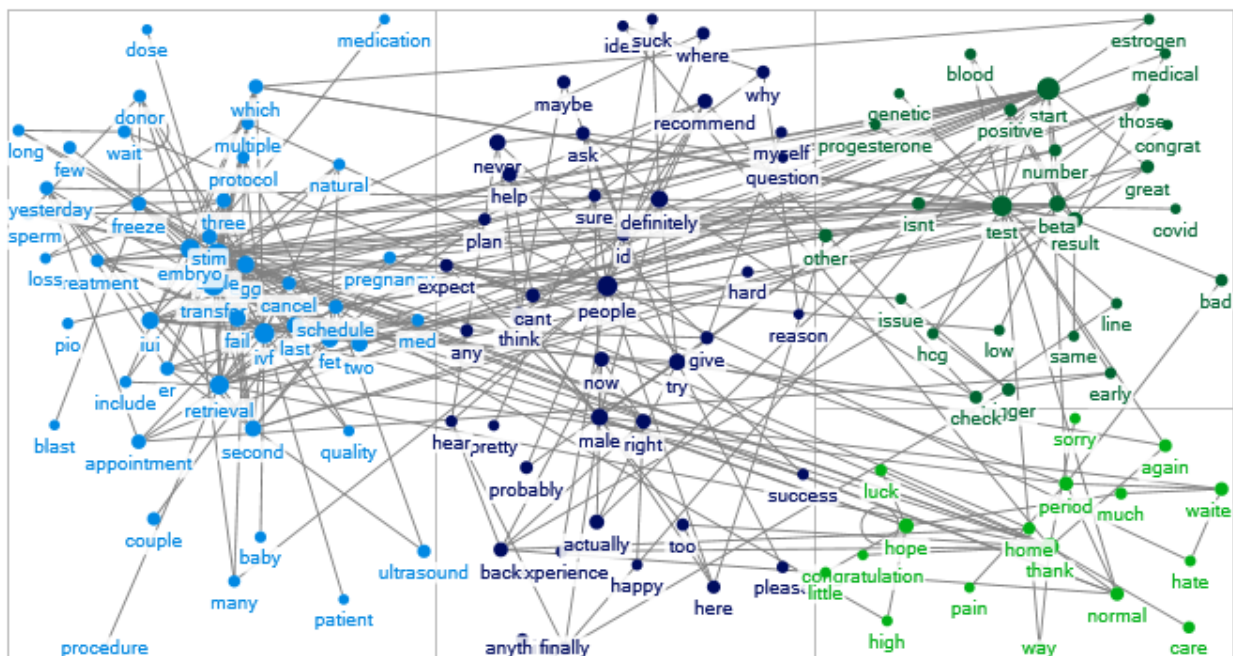 dose
medication
which
donor
multiple
long
wait
few
protocol
natural
yesterday
three
freeze
sperm
stim
embryo
egg
loss
reatment
cancel
pregnancy
transfer
schedule
pio
iui
fail
ivf
last
fet
two
med
er
include
retrieval
blast
appointment
second
quality
couple
baby
many
ultrasound
patient
procedure
suck
where
maybe
why
recommend
ask
myself
never
question
help
sure
definitely
plan
id
expect
hard
cant
people
think
reason
any
give
now
try
hear
pretty
male
right
probably
success
actually
too
back
xperience
happy
pleas
here
anythi
finally
estrogen
blood
medical
genetic
start
positive
those
progesterone
congrat
number
great
isnt
test
beta
result
covid
other
bad
issue
line
hcg
low
same
early
check
nger
sorry
again
luck
period
much
waite
hope
home
thank
congratulation
little
hate
pain
normal
high
way
care